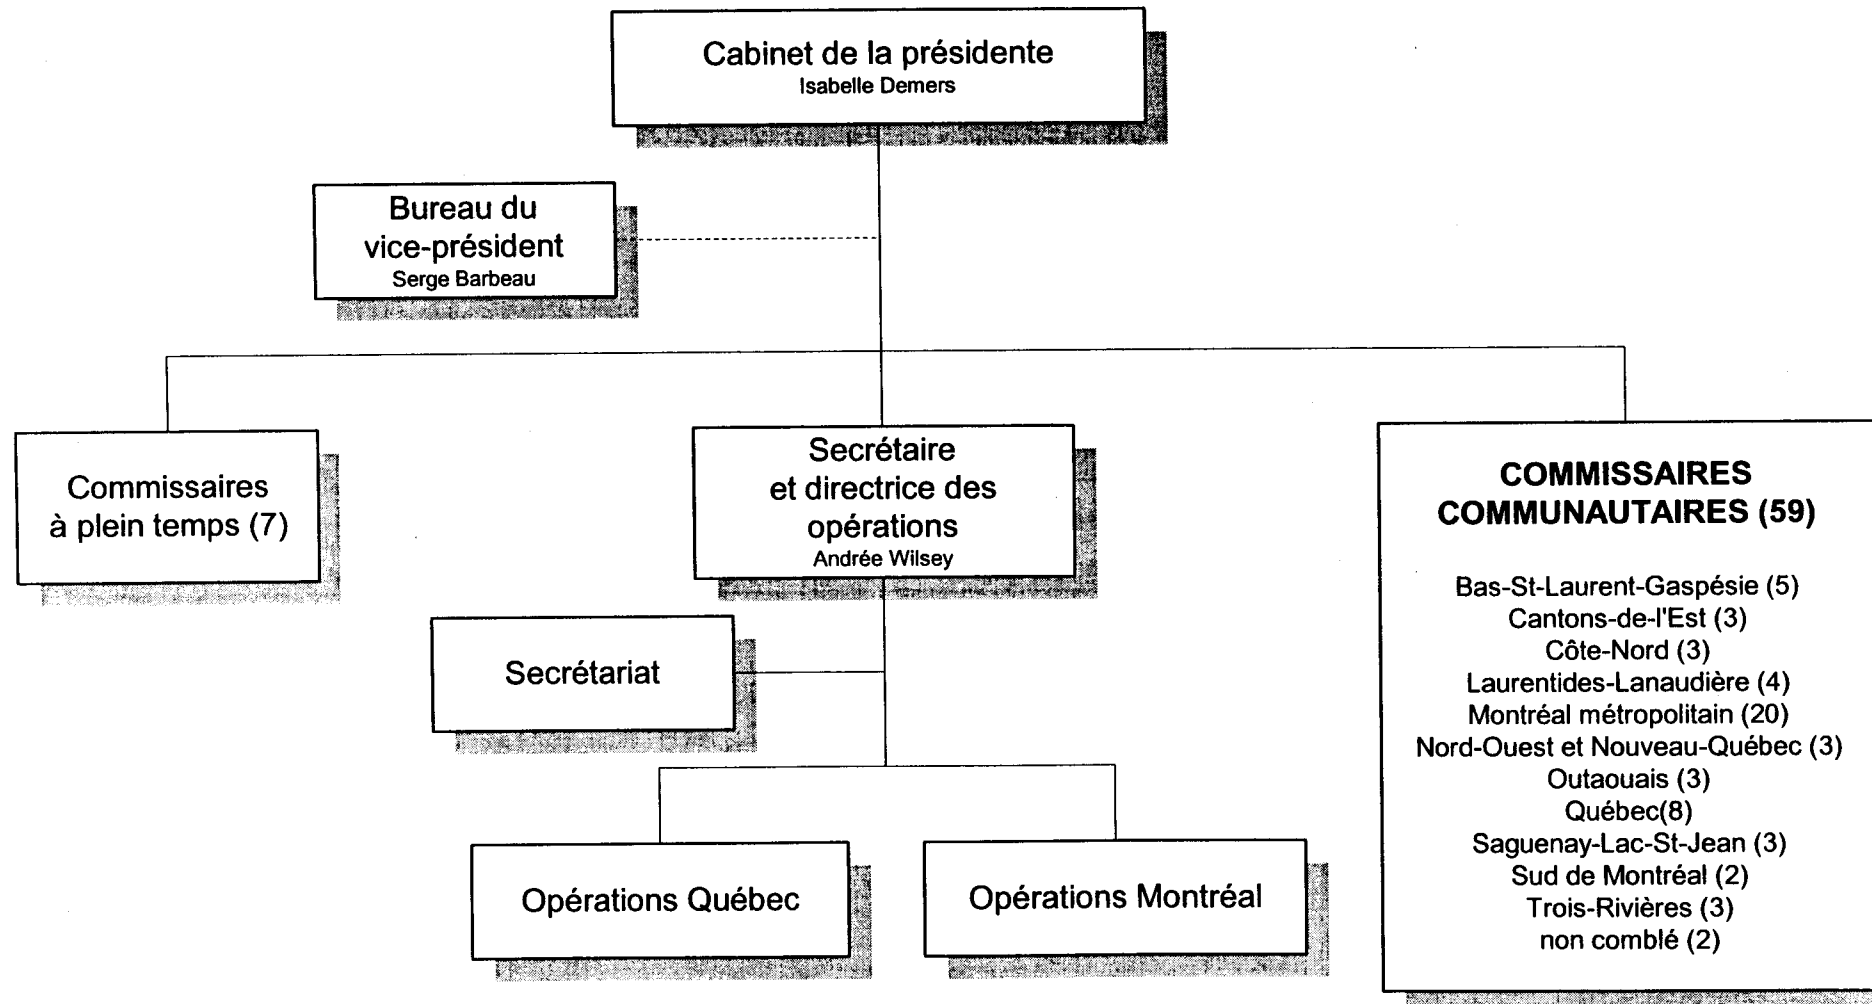 Cabinet de la présidente
Isabelle Demers
Bureau du
vice-président
Serge Barbeau
Commissaires
à plein temps (7)
Secrétaire
et directrice des
opérations
Andrée Wilsey
COMMISSAIRES
COMMUNAUTAIRES (59)
Bas-St-Laurent-Gaspésie (5)
Cantons-de-l'Est (3)
Côte-Nord (3)
Laurentides-Lanaudière (4)
Montréal métropolitain (20)
Nord-Ouest et Nouveau-Québec (3)
Outaouais (3)
Québec(8)
Saguenay-Lac-St-Jean (3)
Sud de Montréal (2)
Trois-Rivières (3)
non comblé (2)
Secrétariat
Opérations Québec
Opérations Montréal